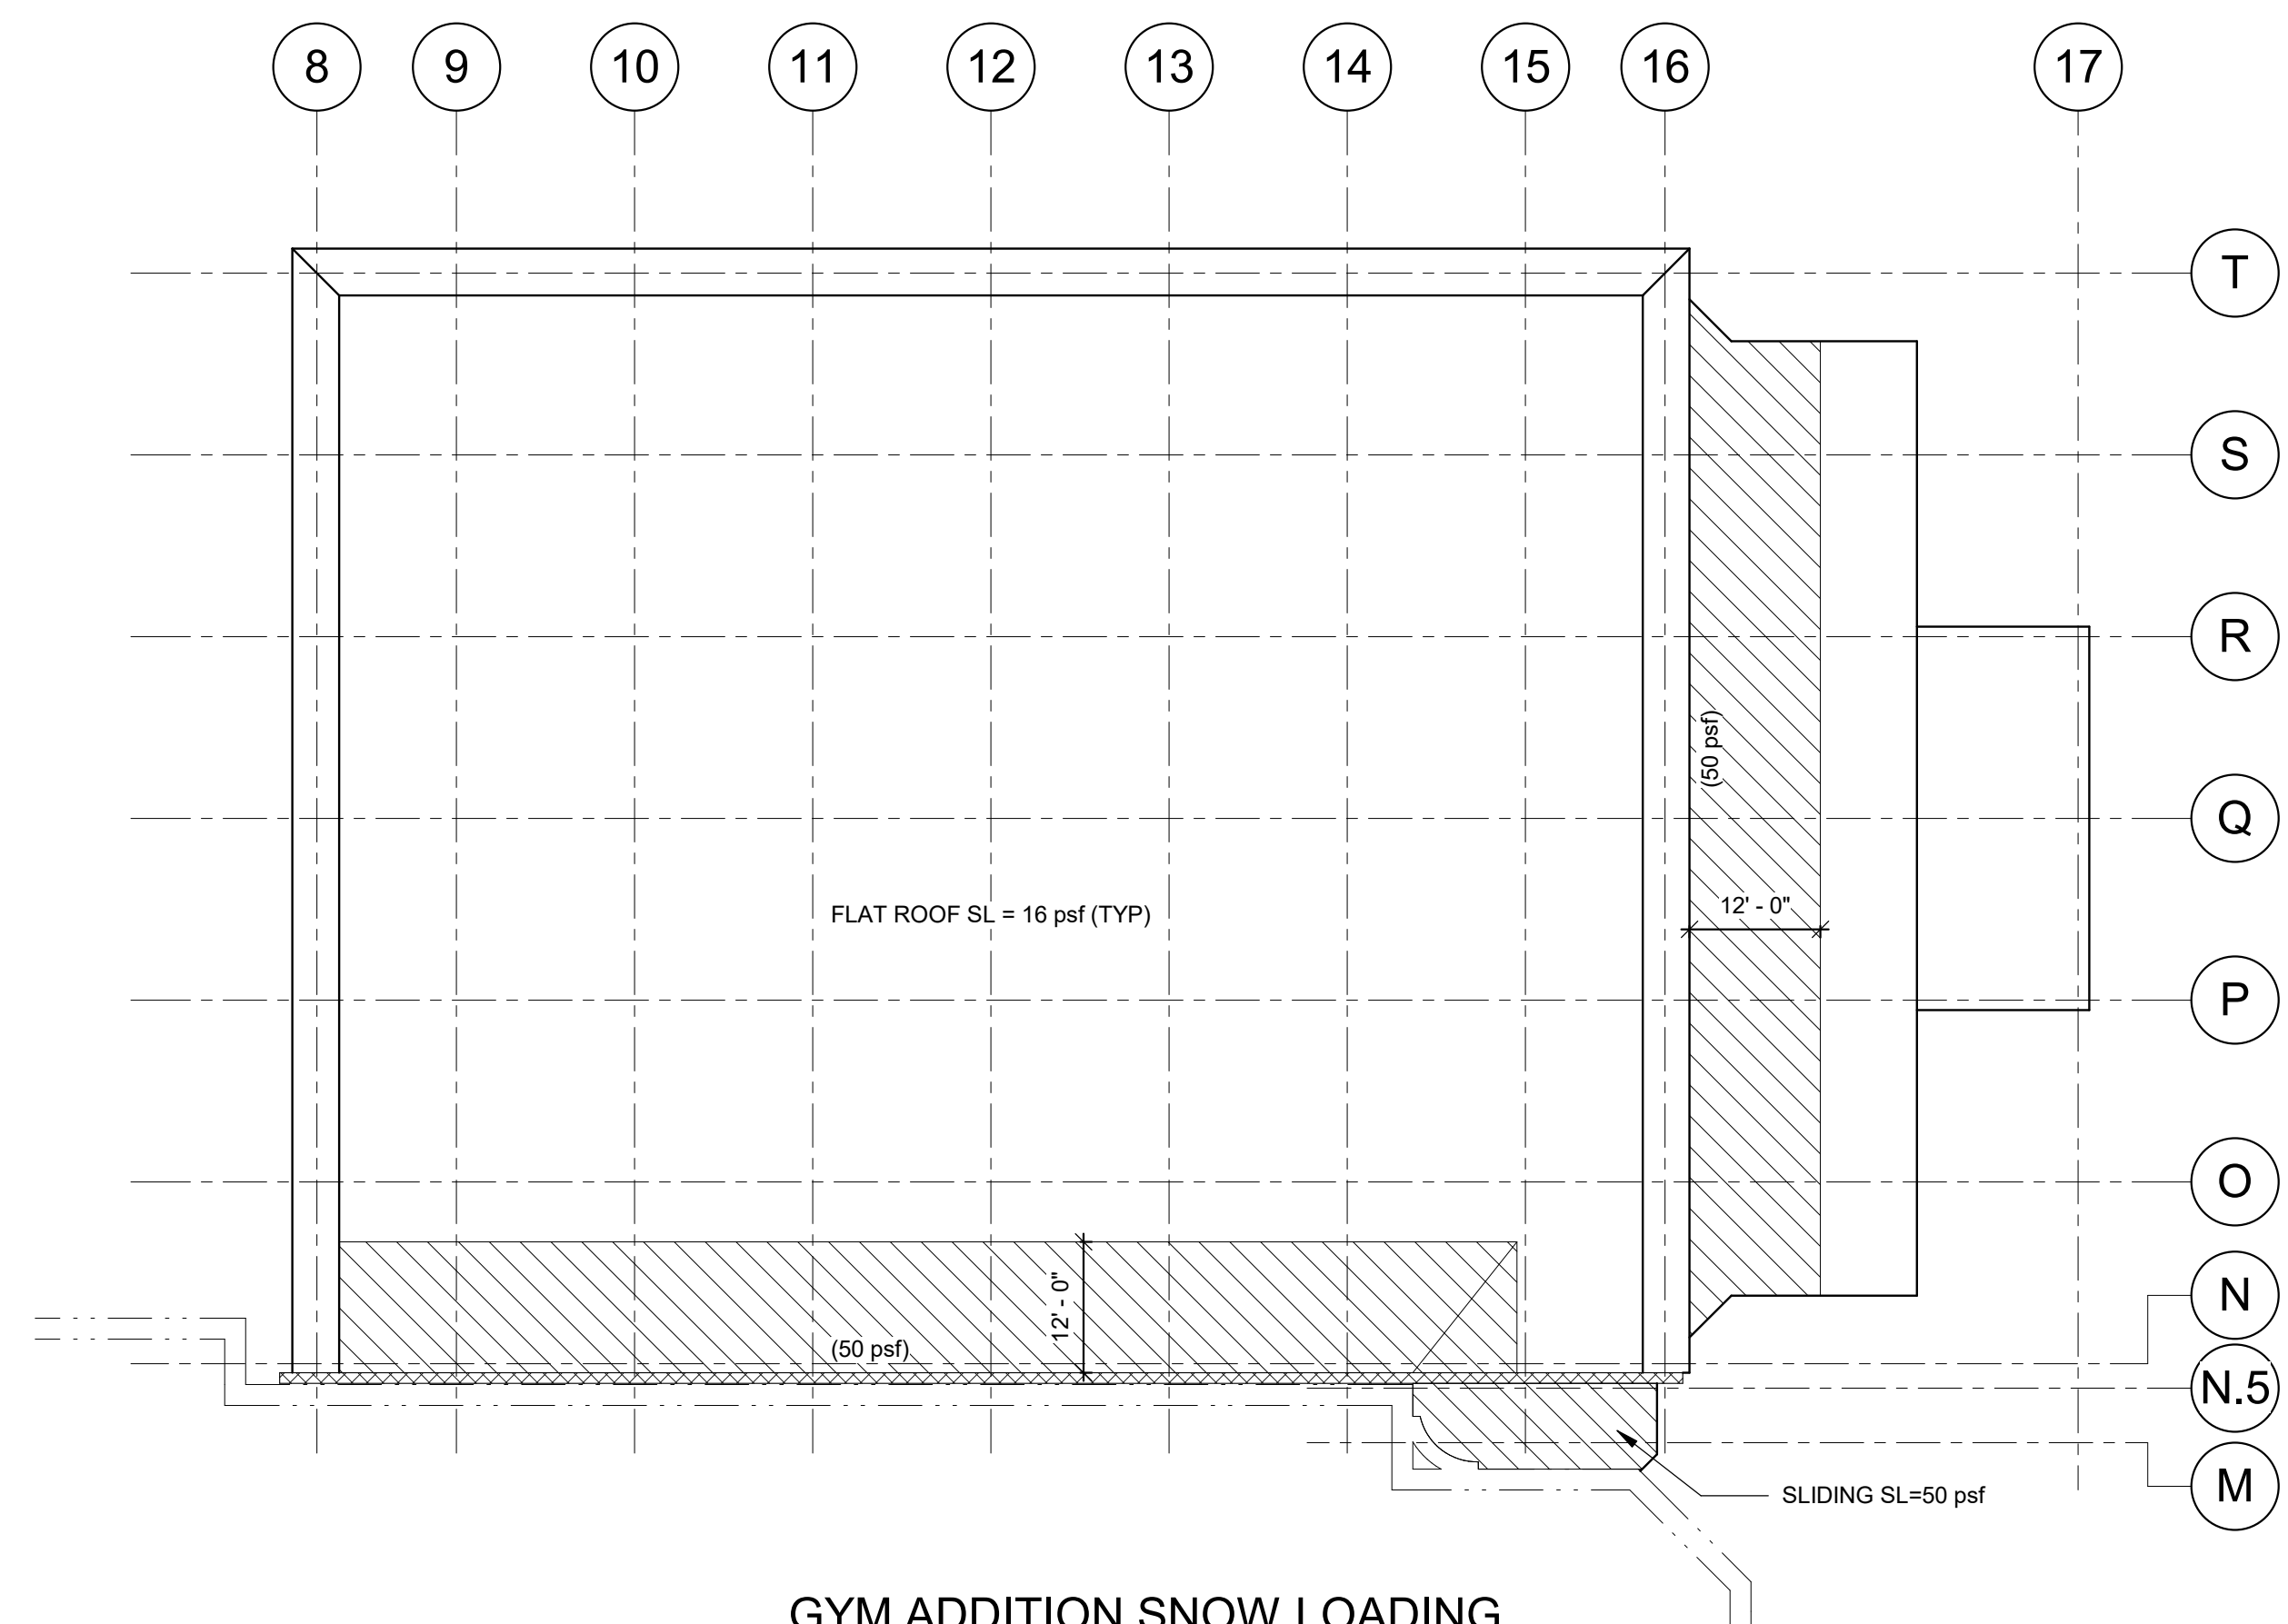 8
9
10
11
12
13
14
15
16
17
T
S
R
(50 psf)
Q
12' - 0"
FLAT ROOF SL = 16 psf (TYP)
P
O
N
12' - 0"
(50 psf)
N.5
M
SLIDING SL=50 psf
GYM ADDITION SNOW LOADING